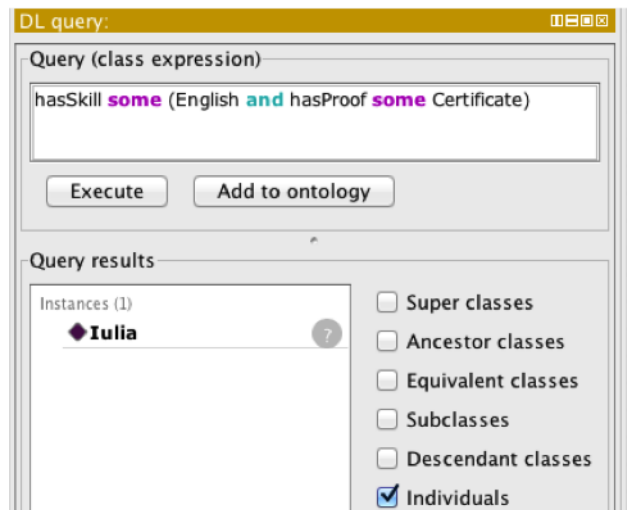 DL query:
Query (class expression)
hasSkill some (English and hasProof some Certificate)
Execute
Add to ontology
Query results
Instances (1)
Iulia
?
Super classes
Ancestor classes
Equivalent classes
Subclasses
Descendant classes
Individuals